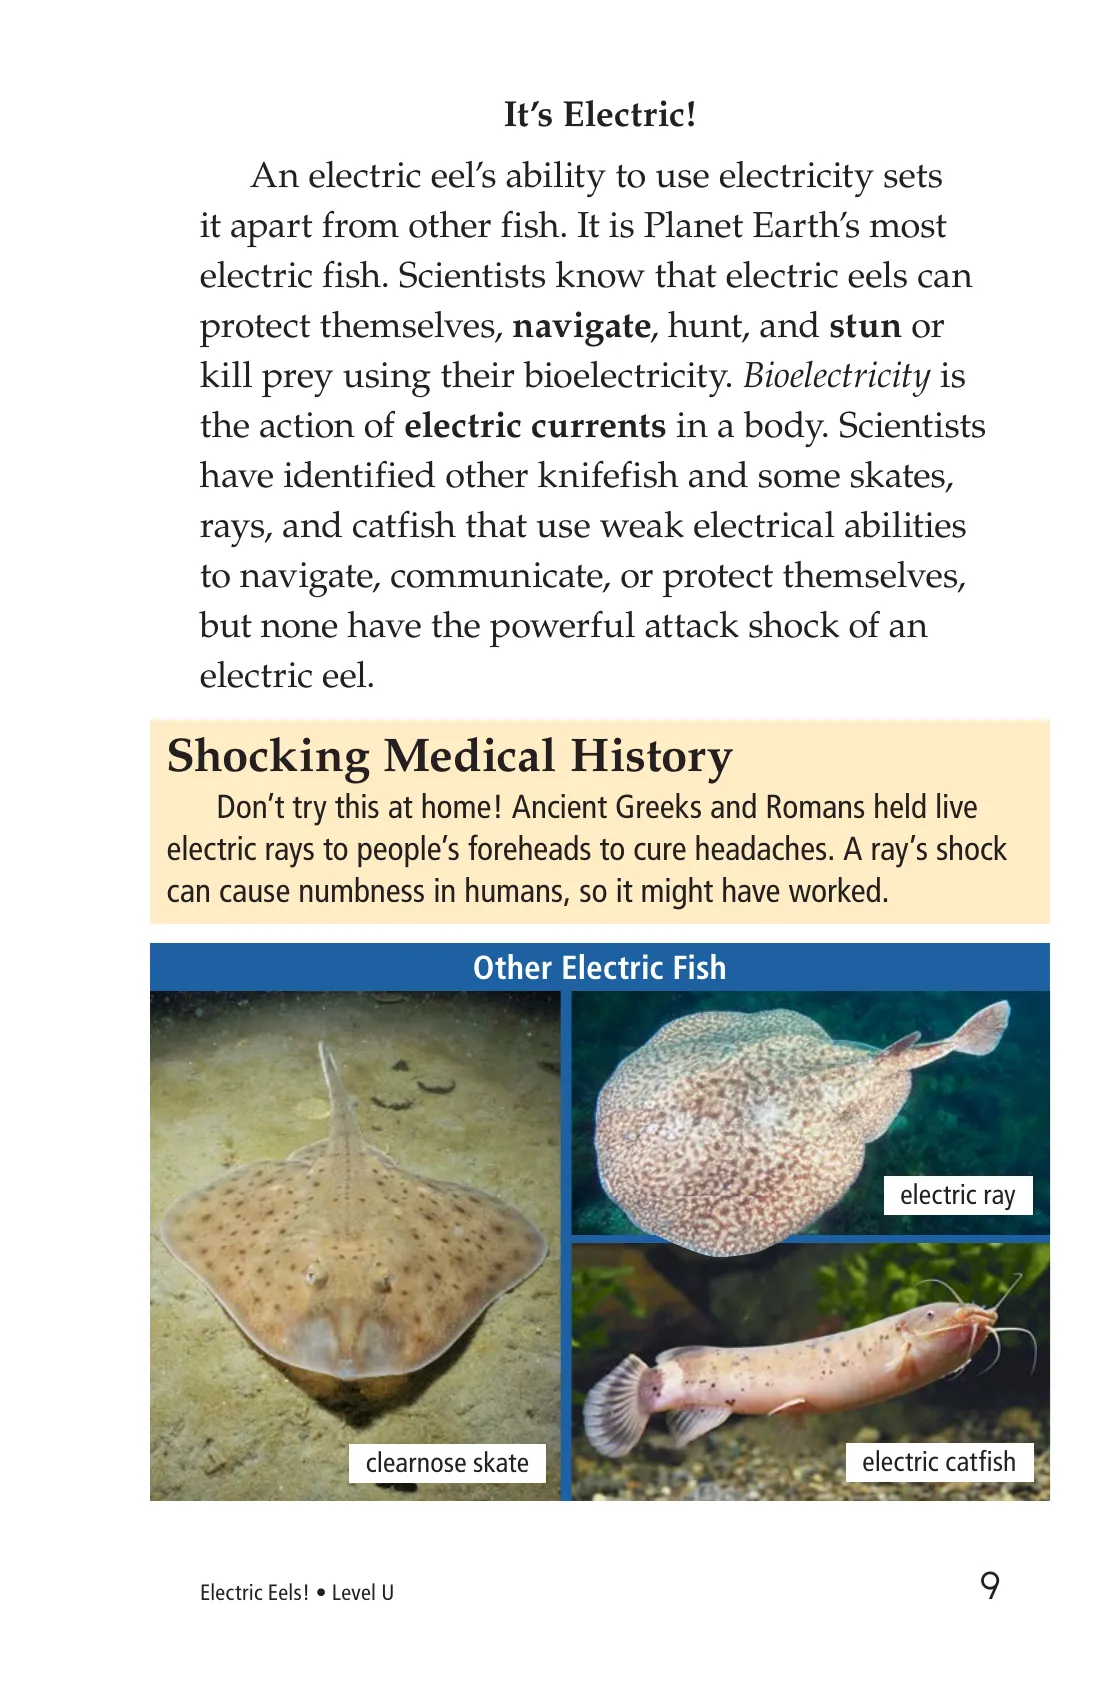 It’s Electric!
An electric eel’s ability to use electricity sets
it apart from other fish. It is Planet Earth’s most
electric fish. Scientists know that electric eels can
protect themselves, navigate, hunt, and stun or
kill prey using their bioelectricity. Bioelectricity is
the action of electric currents in a body. Scientists
have identified other knifefish and some skates,
rays, and catfish that use weak electrical abilities
to navigate, communicate, or protect themselves,
but none have the powerful attack shock of an
electric eel.
Shocking Medical History
Don’t try this at home! Ancient Greeks and Romans held live
electric rays to people’s foreheads to cure headaches. A ray’s shock
can cause numbness in humans, so it might have worked.
Other Electric Fish
electric ray
clearnose skate
electric catfish
Electric Eels! • Level U
9